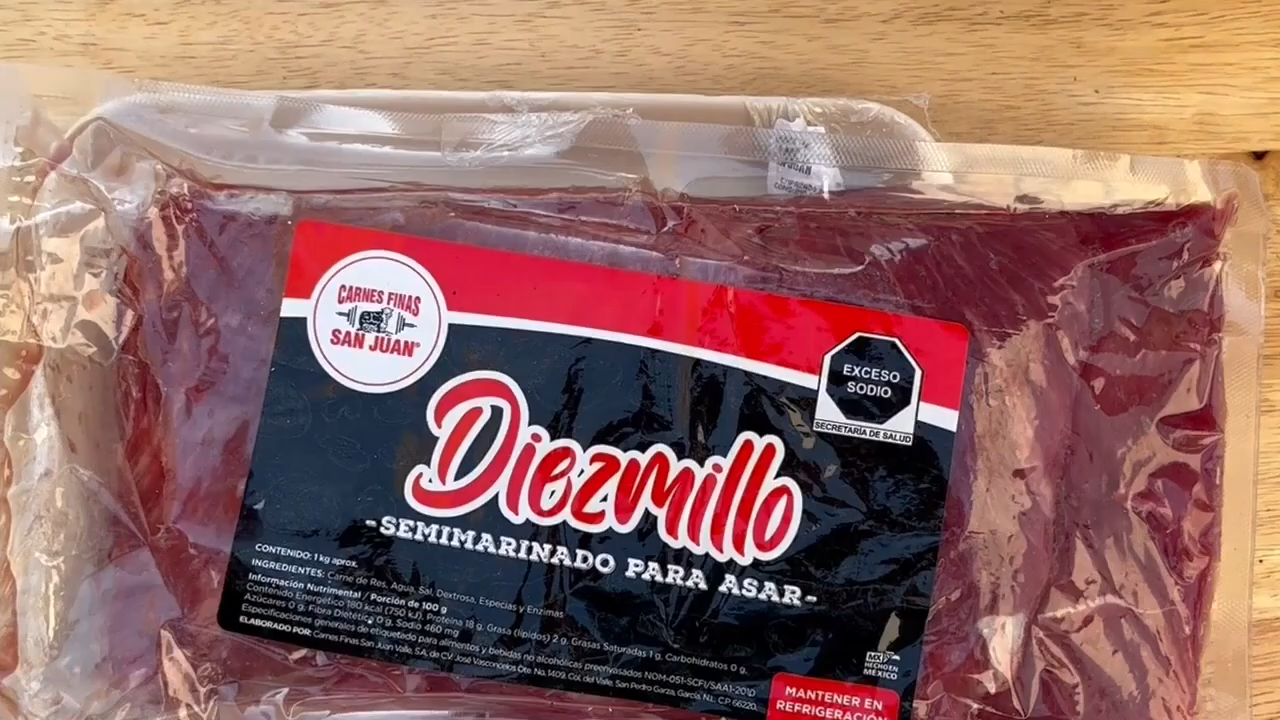 CARNES FINAS
SAN JUAN®
EXCESO
SODIO
SECRETARÍA DE SALUD
Diezmillo
-SEMIMARINADO PARA ASAR-
CONTENIDO: 1 kg aprox.
INGREDIENTES: Carne de Res, Agua, Sal, Dextrosa, Especias y Enzimas
Información Nutrimental / Porción de 100 g
Contenido Energético 180 kcal (750 kJ), Proteína 18 g, Grasa (lípidos) 2 g, Grasas Saturadas 1 g, Carbohidratos 0 g,
Azúcares 0 g, Fibra Dietética 0 g, Sodio 460 mg
Especificaciones generales de etiquetado para alimentos y bebidas no alcohólicas preenvasados NOM-051-SCFI/SSA1-2010
ELABORADO POR: Carnes Finas San Juan Valle, S.A. de CV José Vasconcelos Ote. No. 1409, Col. del Valle, San Pedro Garza, García N.L. CP. 66220.
MX
HECHO EN
MÉXICO
MANTENER EN
REFRIGERACIÓN